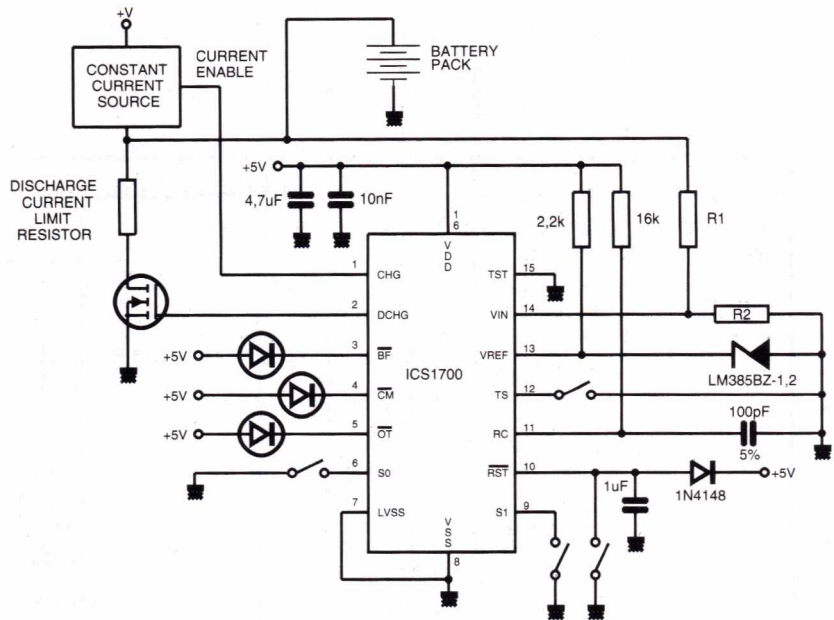 +V
CONSTANT
CURRENT
SOURCE
CURRENT
ENABLE
BATTERY
PACK
DISCHARGE
CURRENT
LIMIT
RESISTOR
+5V
4,7uF
10nF
2,2k
16k
R1
1
6
V
D
D
1
CHG
TST
15
2
DCHG
VIN
14
R2
+5V
3
BF
VREF
13
LM385BZ-1,2
ICS1700
+5V
4
CM
TS
12
100pF
5%
+5V
5
OT
RC
11
6
S0
RST
10
1uF
1N4148
+5V
7
LVSS
S1
9
V
S
S
8